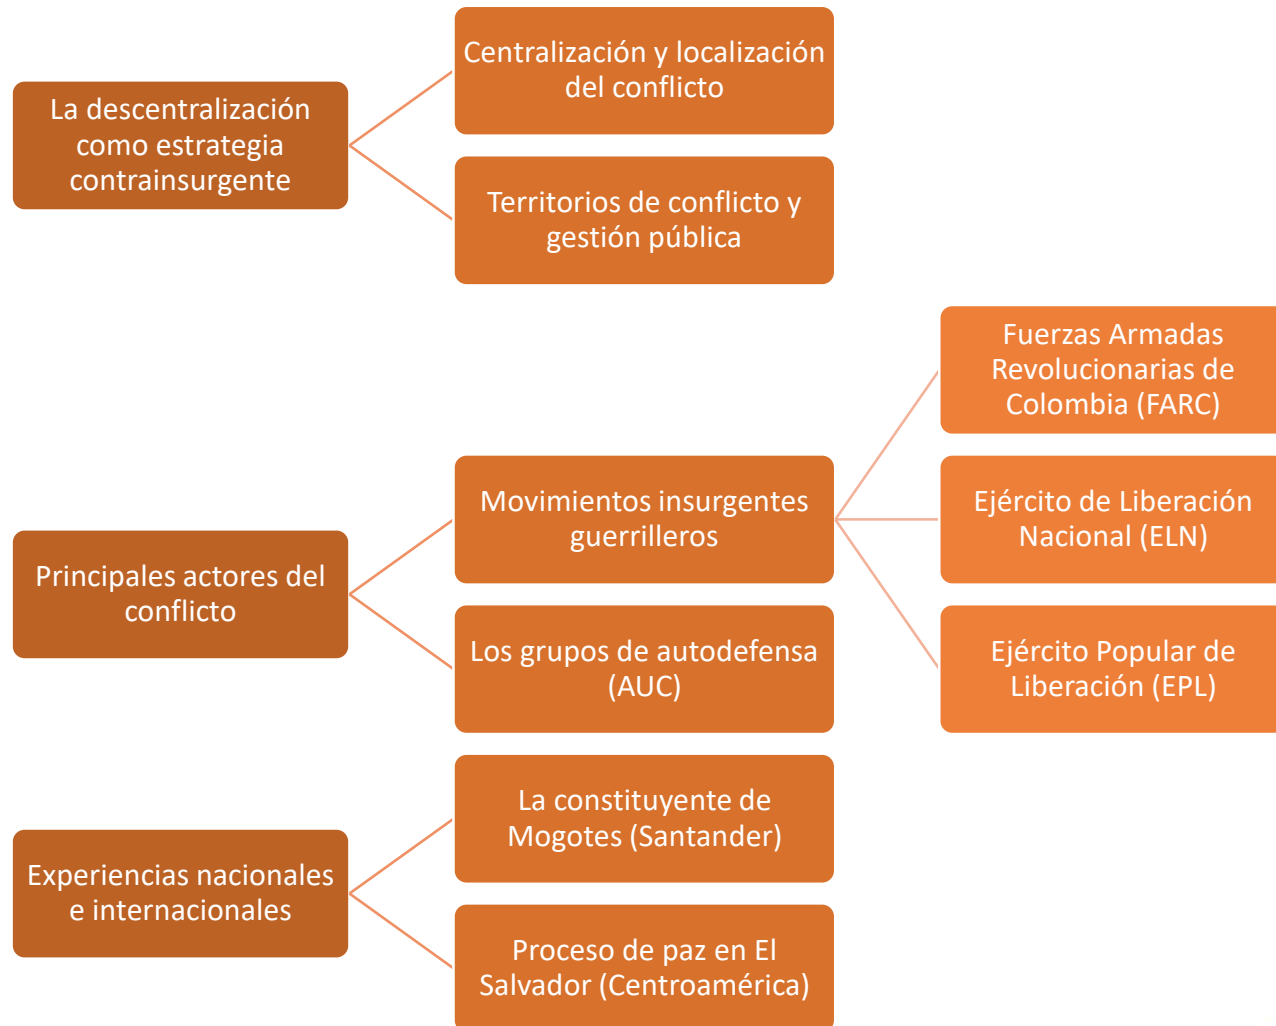 La descentralización
como estrategia
contrainsurgente
Centralización y localización
del conflicto
Territorios de conflicto y
gestión pública
Principales actores del
conflicto
Movimientos insurgentes
guerrilleros
Fuerzas Armadas
Revolucionarias de
Colombia (FARC)
Ejército de Liberación
Nacional (ELN)
Ejército Popular de
Liberación (EPL)
Los grupos de autodefensa
(AUC)
Experiencias nacionales
e internacionales
La constituyente de
Mogotes (Santander)
Proceso de paz en El
Salvador (Centroamérica)